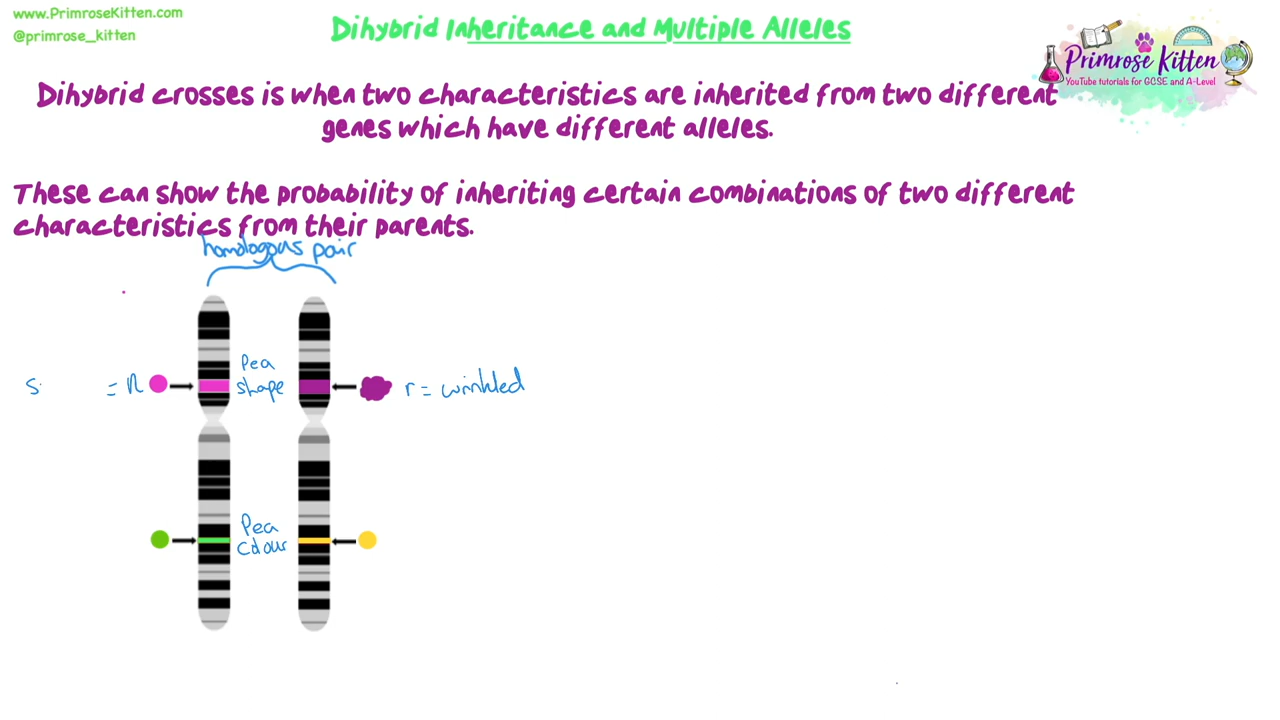 www.PrimroseKitten.com
@primrose_kitten
Dihybrid Inheritance and Multiple Alleles
Primrose Kitten
YouTube tutorials for GCSE and A-Level
Dihybrid crosses is when two characteristics are inherited from two different
genes which have different alleles.
These can show the probability of inheriting certain combinations of two different
characteristics from their parents.
homologous pair
Pea
shape
S
= R
r = wrinkled
Pea
colour